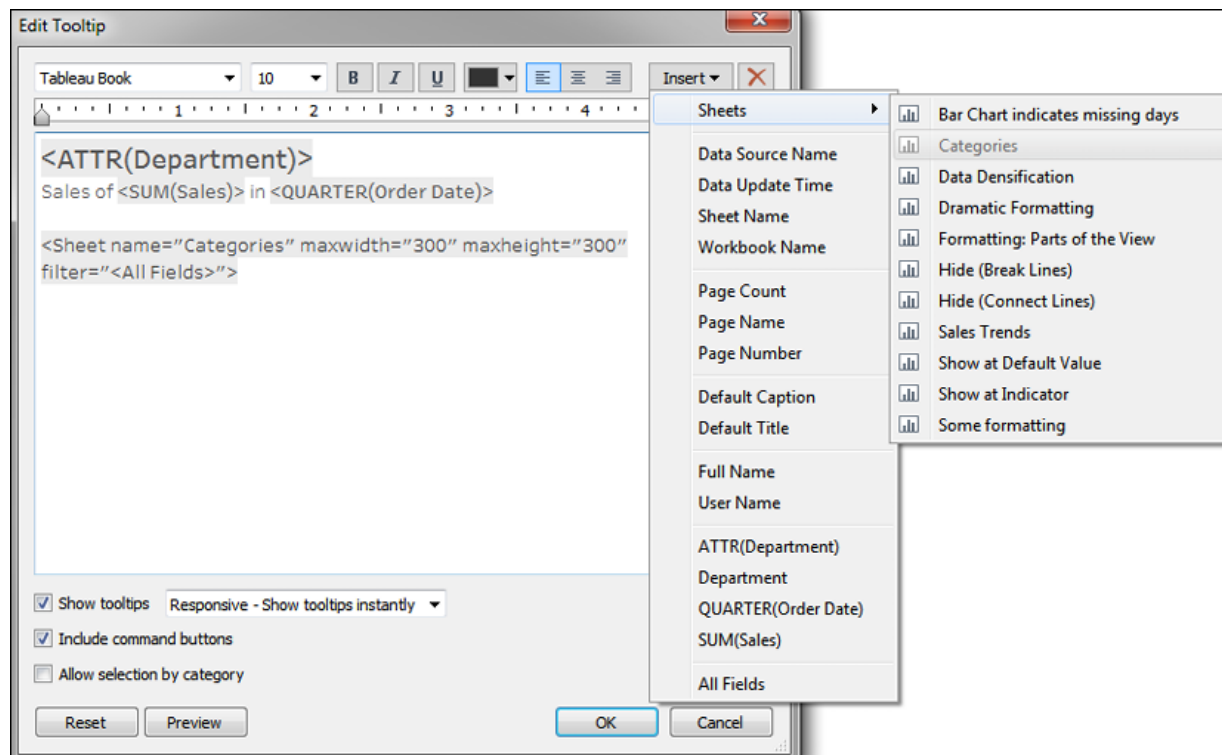 Edit Tooltip
Tableau Book 10 B I U Insert
1 2 3 4
<ATTR(Department)>
Sales of <SUM(Sales)> in <QUARTER(Order Date)>
<Sheet name="Categories" maxwidth="300" maxheight="300"
filter="<All Fields>">
Show tooltips Responsive - Show tooltips instantly
Include command buttons
Allow selection by category
Reset Preview OK Cancel
Sheets
Data Source Name
Data Update Time
Sheet Name
Workbook Name
Page Count
Page Name
Page Number
Default Caption
Default Title
Full Name
User Name
ATTR(Department)
Department
QUARTER(Order Date)
SUM(Sales)
All Fields
Bar Chart indicates missing days
Categories
Data Densification
Dramatic Formatting
Formatting: Parts of the View
Hide (Break Lines)
Hide (Connect Lines)
Sales Trends
Show at Default Value
Show at Indicator
Some formatting